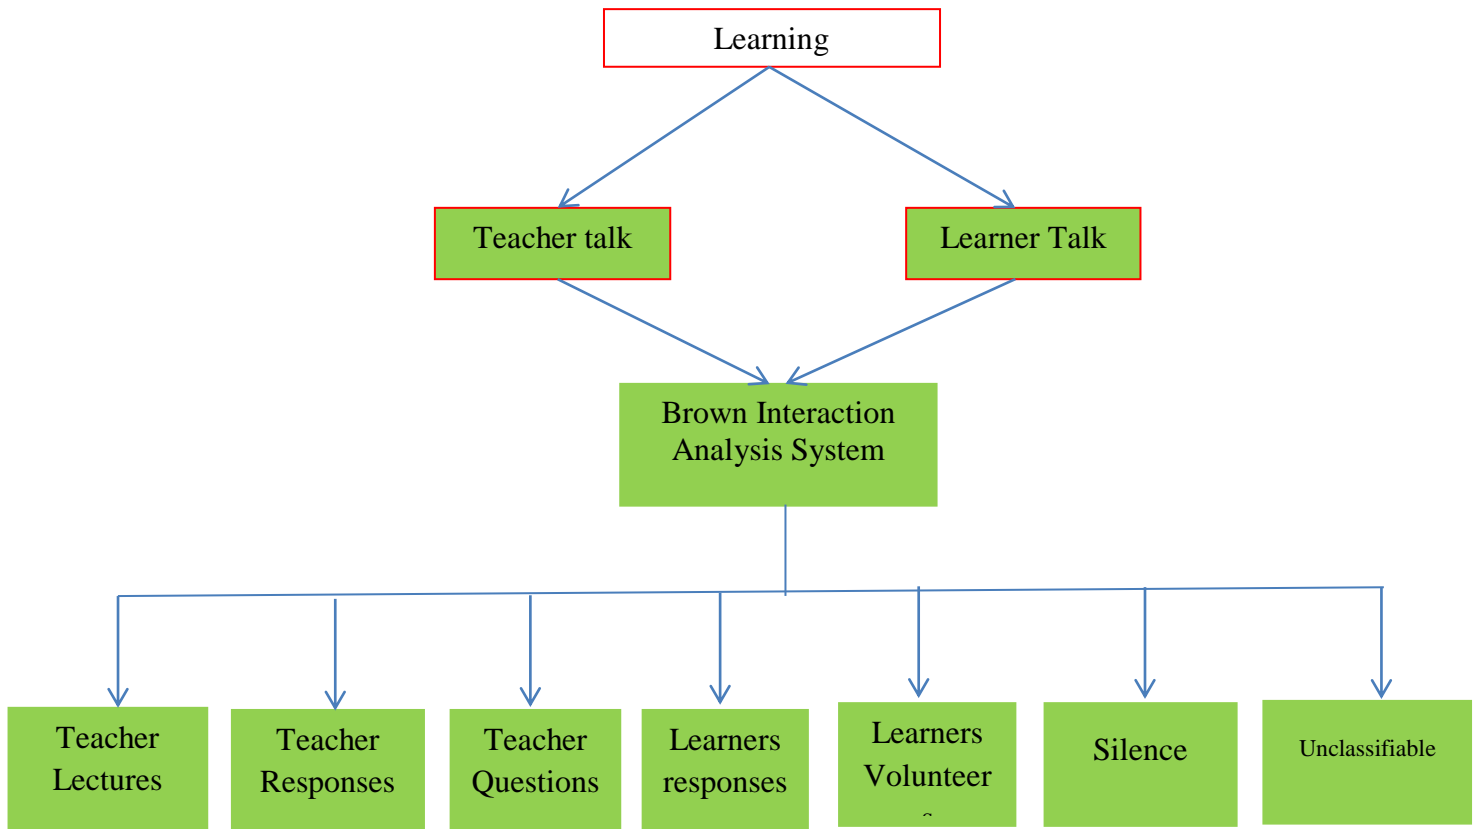 Learning
Teacher talk
Learner Talk
Brown Interaction
Analysis System
Teacher
Lectures
Teacher
Responses
Teacher
Questions
Learners
responses
Learners
Volunteer
Silence
Unclassifiable